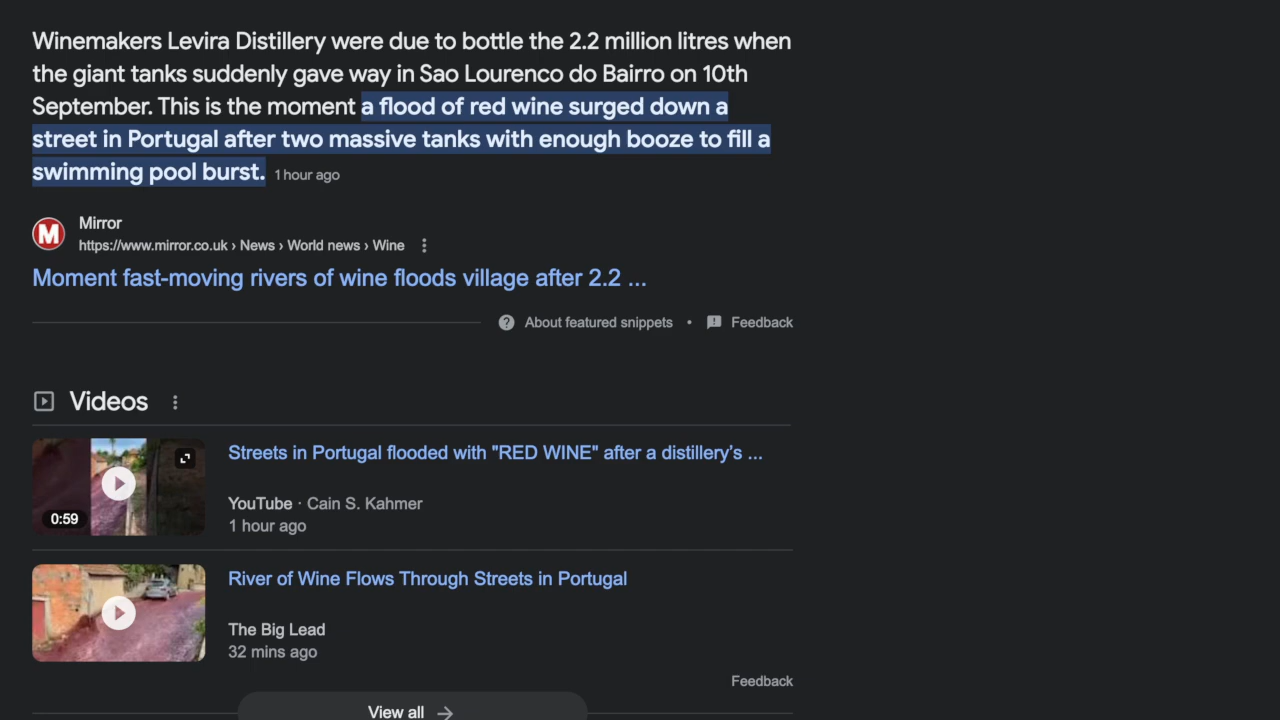 Winemakers Levira Distillery were due to bottle the 2.2 million litres when
the giant tanks suddenly gave way in Sao Lourenco do Bairro on 10th
September. This is the moment a flood of red wine surged down a
street in Portugal after two massive tanks with enough booze to fill a
swimming pool burst. 1 hour ago
M
Mirror
https://www.mirror.co.uk › News › World news › Wine
Moment fast-moving rivers of wine floods village after 2.2 ...
About featured snippets • Feedback
Videos
Streets in Portugal flooded with "RED WINE" after a distillery's ...
0:59
YouTube · Cain S. Kahmer
1 hour ago
River of Wine Flows Through Streets in Portugal
The Big Lead
32 mins ago
Feedback
View all →